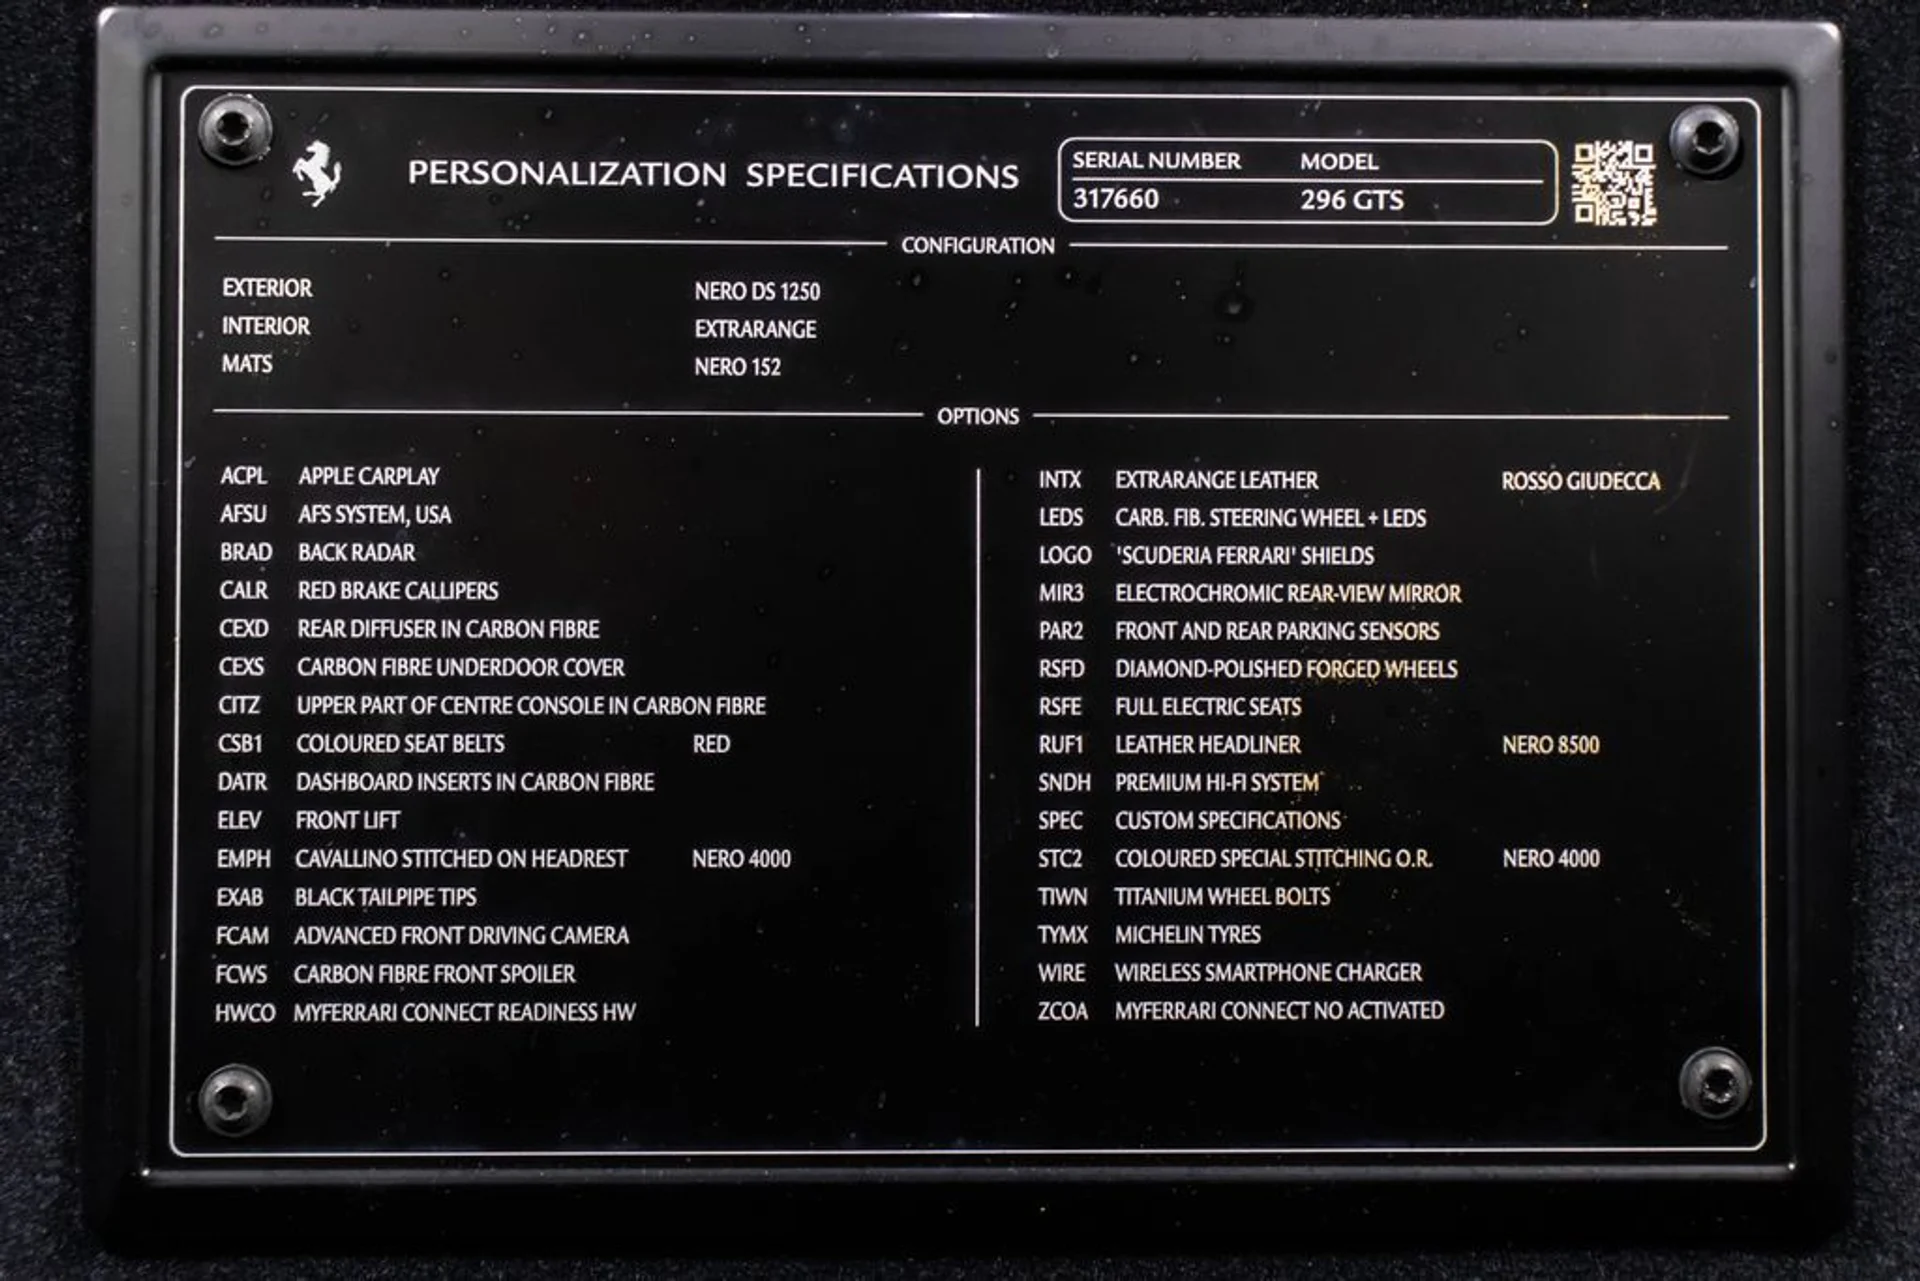 PERSONALIZATION SPECIFICATIONS
SERIAL NUMBER MODEL
317660 296 GTS
CONFIGURATION
EXTERIOR NERO DS 1250
INTERIOR EXTRARANGE
MATS NERO 152
OPTIONS
ACPL APPLE CARPLAY
AFSU AFS SYSTEM, USA
BRAD BACK RADAR
CALR RED BRAKE CALLIPERS
CEXD REAR DIFFUSER IN CARBON FIBRE
CEXS CARBON FIBRE UNDERDOOR COVER
CITZ UPPER PART OF CENTRE CONSOLE IN CARBON FIBRE
CSB1 COLOURED SEAT BELTS RED
DATR DASHBOARD INSERTS IN CARBON FIBRE
ELEV FRONT LIFT
EMPH CAVALLINO STITCHED ON HEADREST NERO 4000
EXAB BLACK TAILPIPE TIPS
FCAM ADVANCED FRONT DRIVING CAMERA
FCWS CARBON FIBRE FRONT SPOILER
HWCO MYFERRARI CONNECT READINESS HW
INTX EXTRARANGE LEATHER ROSSO GIUDECCA
LEDS CARB. FIB. STEERING WHEEL + LEDS
LOGO 'SCUDERIA FERRARI' SHIELDS
MIR3 ELECTROCHROMIC REAR-VIEW MIRROR
PAR2 FRONT AND REAR PARKING SENSORS
RSFD DIAMOND-POLISHED FORGED WHEELS
RSFE FULL ELECTRIC SEATS
RUF1 LEATHER HEADLINER NERO 8500
SNDH PREMIUM HI-FI SYSTEM
SPEC CUSTOM SPECIFICATIONS
STC2 COLOURED SPECIAL STITCHING O.R. NERO 4000
TIWN TITANIUM WHEEL BOLTS
TYMX MICHELIN TYRES
WIRE WIRELESS SMARTPHONE CHARGER
ZCOA MYFERRARI CONNECT NO ACTIVATED